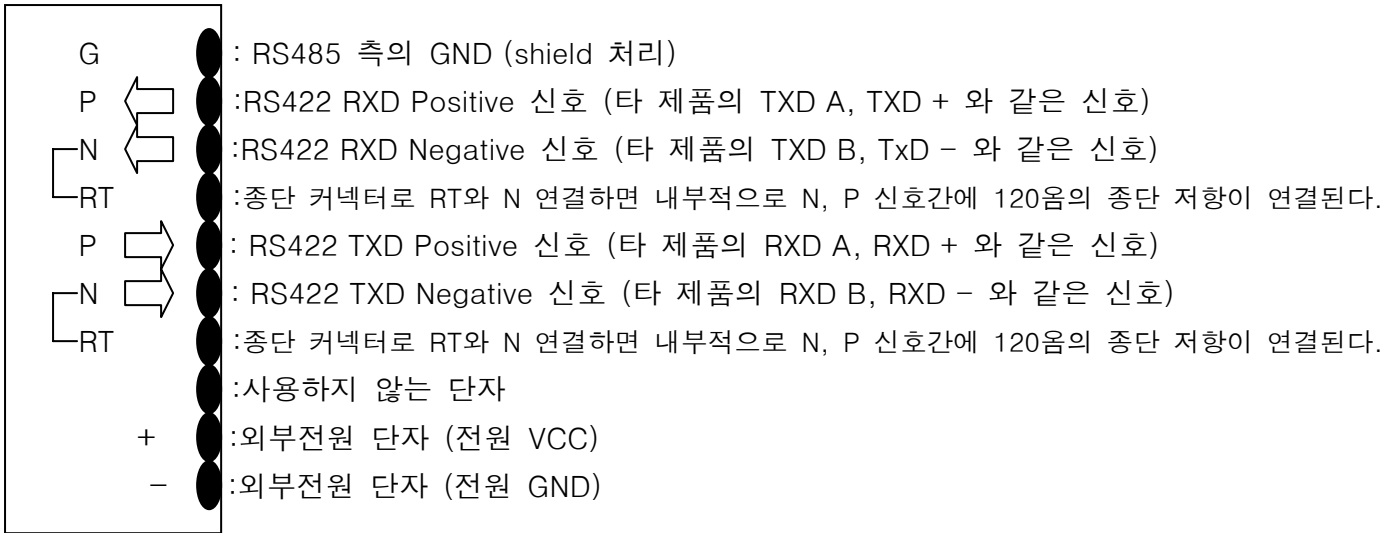 G : RS485 측의 GND (shield 처리)
P :RS422 RXD Positive 신호 (타 제품의 TXD A, TXD + 와 같은 신호)
N :RS422 RXD Negative 신호 (타 제품의 TXD B, TxD − 와 같은 신호)
RT :종단 커넥터로 RT와 N 연결하면 내부적으로 N, P 신호간에 120옴의 종단 저항이 연결된다.
P : RS422 TXD Positive 신호 (타 제품의 RXD A, RXD + 와 같은 신호)
N : RS422 TXD Negative 신호 (타 제품의 RXD B, RXD − 와 같은 신호)
RT :종단 커넥터로 RT와 N 연결하면 내부적으로 N, P 신호간에 120옴의 종단 저항이 연결된다.
:사용하지 않는 단자
+ :외부전원 단자 (전원 VCC)
− :외부전원 단자 (전원 GND)